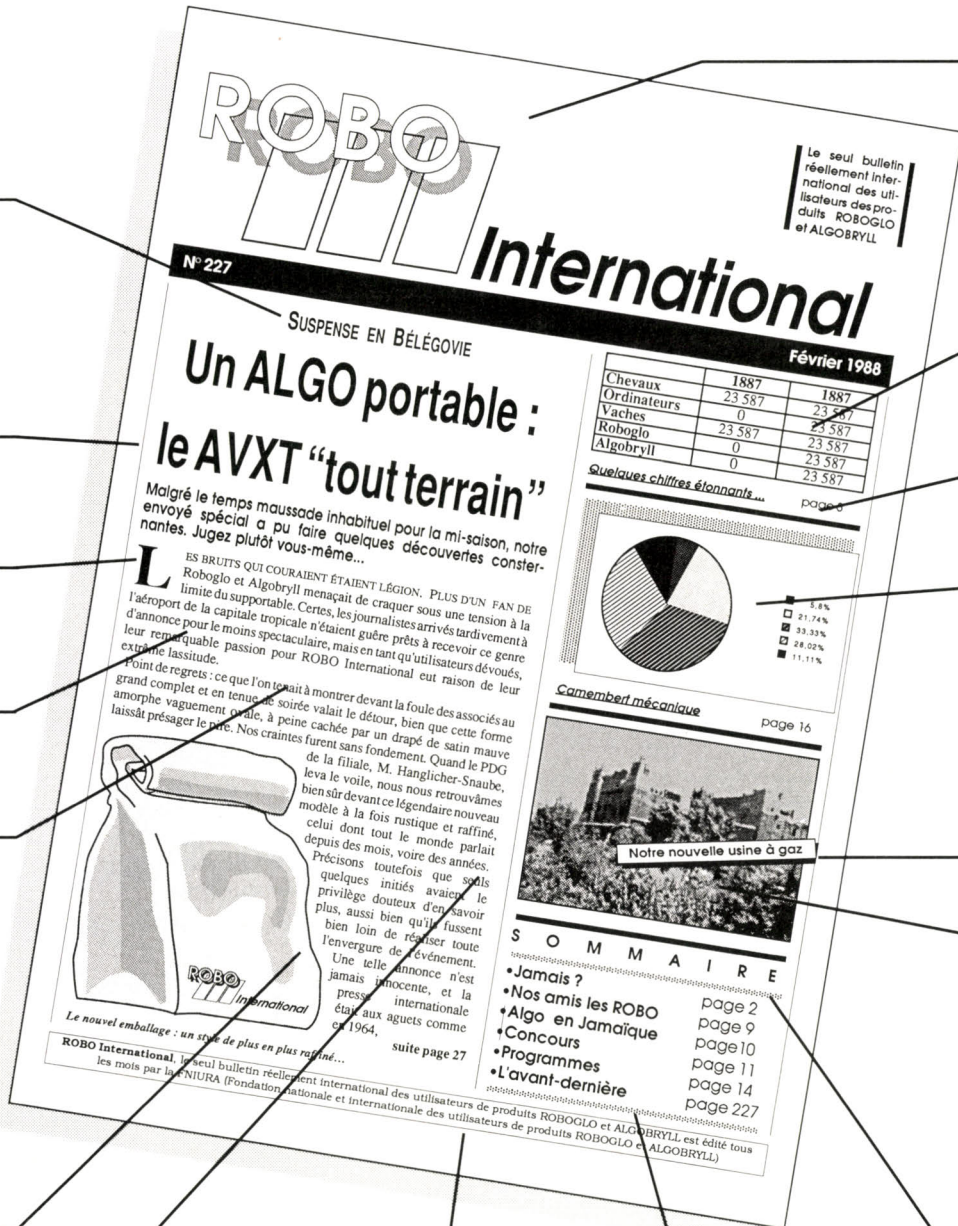 ROBO
International
Le seul bulletin
réellement inter-
national des uti-
lisateurs des pro-
duits ROBOGLO
et ALGOBRYLL
N° 227
Février 1988
SUSPENSE EN BÉLÉGOVIE
Un ALGO portable :
le AVXT “tout terrain”
Malgré le temps maussade inhabituel pour la mi-saison, notre
envoyé spécial a pu faire quelques découvertes conster-
nantes. Jugez plutôt vous-même...
LES BRUITS QUI COURAIENT ÉTAIENT LÉGION. PLUS D'UN FAN DE
Roboglo et Algobryll menaçait de craquer sous une tension à la
limite du supportable. Certes, les journalistes arrivés tardivement à
l'aéroport de la capitale tropicale n'étaient guère prêts à recevoir ce genre
d'annonce pour le moins spectaculaire, mais en tant qu'utilisateurs dévoués,
leur remarquable passion pour ROBO International eut raison de leur
extrême lassitude.
Point de regrets : ce que l'on tenait à montrer devant la foule des associés au
grand complet et en tenue de soirée valait le détour, bien que cette forme
amorphe vaguement ovale, à peine cachée par un drapé de satin mauve
laissât présager le pire. Nos craintes furent sans fondement. Quand le PDG
de la filiale, M. Hanglicher-Snaube,
leva le voile, nous nous retrouvâmes
bien sûr devant ce légendaire nouveau
modèle à la fois rustique et raffiné,
celui dont tout le monde parlait
depuis des mois, voire des années.
Précisons toutefois que seuls
quelques initiés avaient le
privilège douteux d'en savoir
plus, aussi bien qu'ils fussent
bien loin de réaliser toute
l'envergure de l'événement.
Une telle annonce n'est
jamais innocente, et la
presse internationale
était aux aguets comme
en 1964,
suite page 27
ROBO
International
Le nouvel emballage : un style de plus en plus raffiné...
1887 1887
Chevaux 23 587 23 587
Ordinateurs 0 23 587
Vaches 23 587 23 587
Roboglo 0 23 587
Algobryll 0 23 587
Quelques chiffres étonnants ...
page 8
5,8%
21,74%
33,33%
28,02%
11,11%
Camembert mécanique
page 16
Notre nouvelle usine à gaz
SOMMAIRE
•Jamais ? page 2
•Nos amis les ROBO page 9
•Algo en Jamaïque page10
•Concours page 11
•Programmes page 14
•L'avant-dernière page 227
ROBO International, le seul bulletin réellement international des utilisateurs de produits ROBOGLO et ALGOBRYLL est édité tous
les mois par la FNIURA (Fondation nationale et internationale des utilisateurs de produits ROBOGLO et ALGOBRYLL)